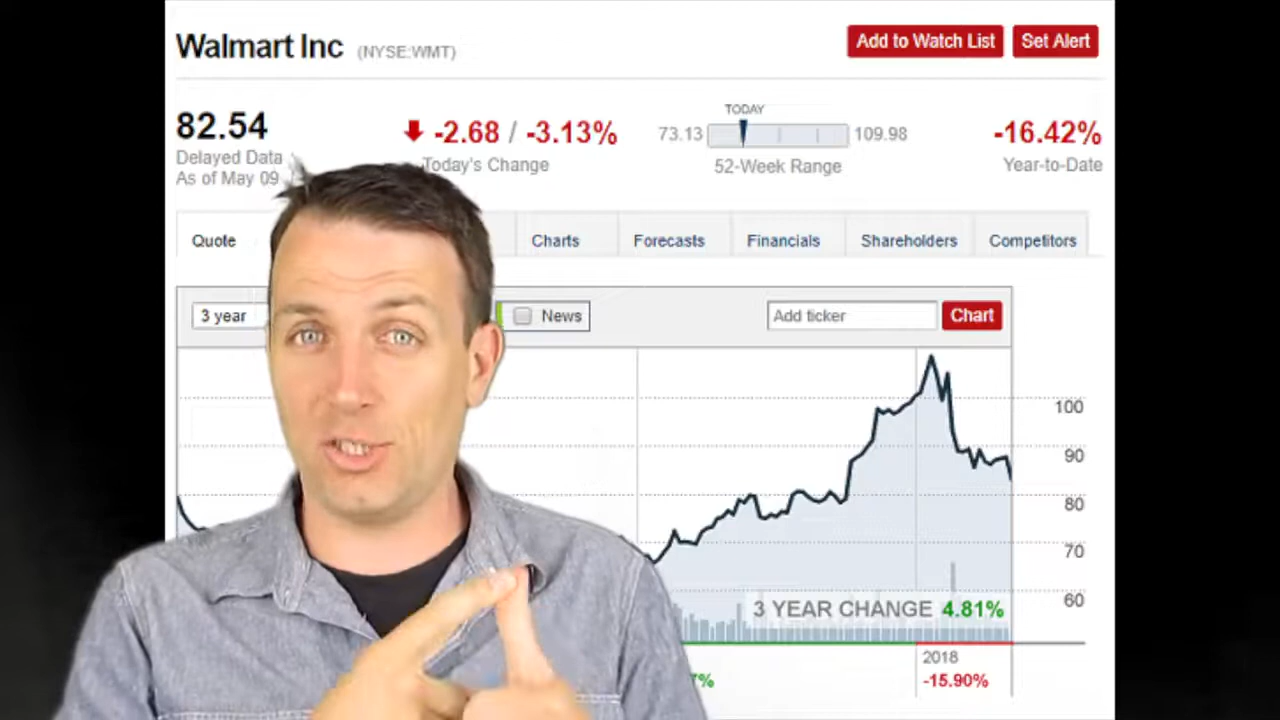 Walmart Inc (NYSE:WMT)
Add to Watch List
Set Alert
82.54
Delayed Data
As of May 09
-2.68 / -3.13%
Today's Change
TODAY
73.13
109.98
52-Week Range
-16.42%
Year-to-Date
Quote
Charts
Forecasts
Financials
Shareholders
Competitors
3 year
News
Add ticker
Chart
100
90
80
70
60
3 YEAR CHANGE 4.81%
2018
-15.90%